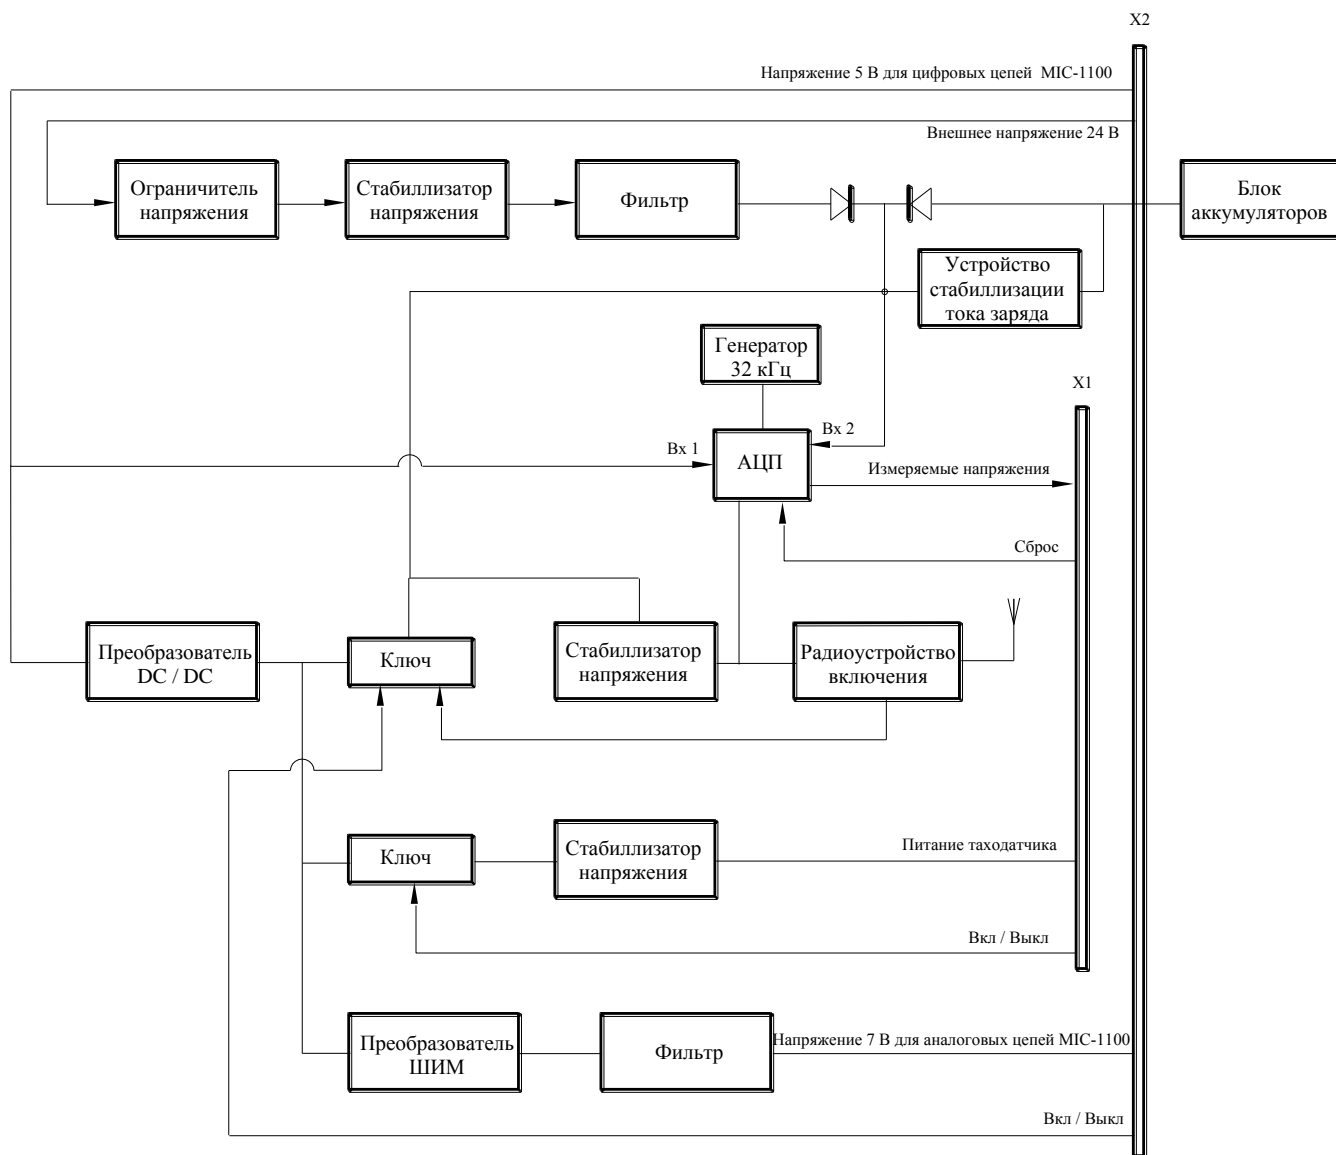 X2
Напряжение 5 В для цифровых цепей MIC-1100
Внешнее напряжение 24 В
Ограничитель
напряжения
Стабиллизатор
напряжения
Фильтр
Блок
аккумуляторов
Устройство
стабиллизации
тока заряда
Генератор
32 кГц
X1
Вх 1
Вх 2
АЦП
Измеряемые напряжения
Сброс
Преобразователь
DC / DC
Ключ
Стабиллизатор
напряжения
Радиоустройство
включения
Ключ
Стабиллизатор
напряжения
Питание таходатчика
Вкл / Выкл
Преобразователь
ШИМ
Фильтр
Напряжение 7 В для аналоговых цепей MIC-1100
Вкл / Выкл